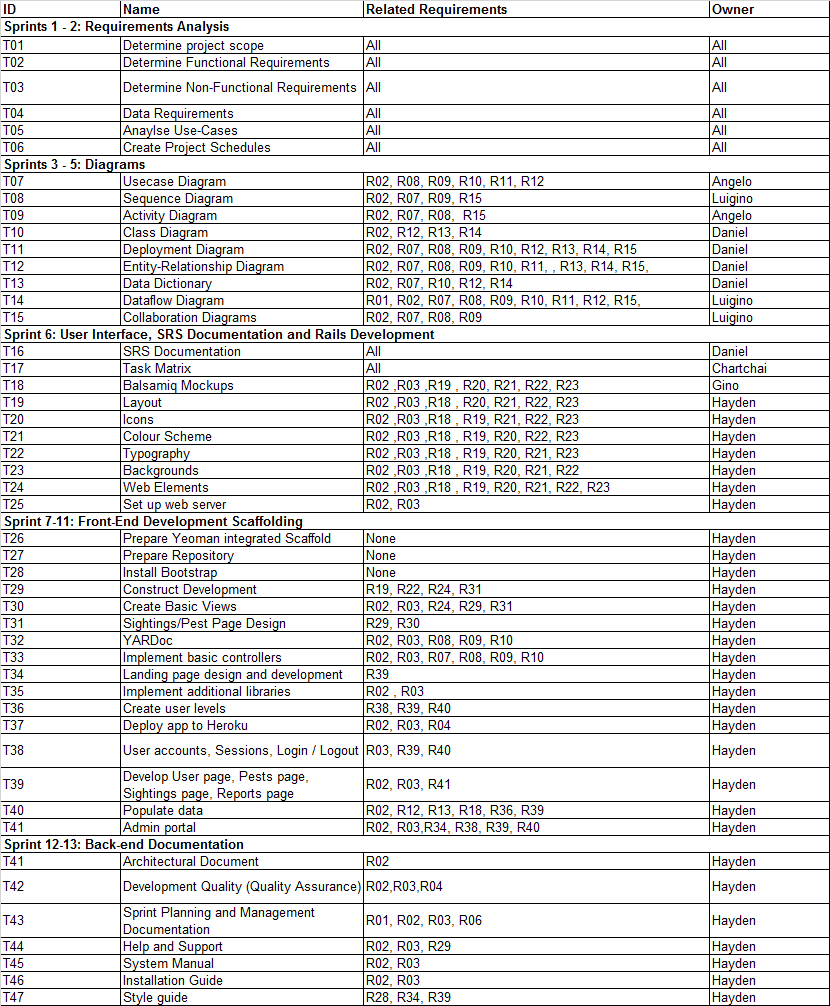 ID Name Related Requirements Owner
Sprints 1 - 2: Requirements Analysis
T01 Determine project scope All All
T02 Determine Functional Requirements All All
T03 Determine Non-Functional Requirements All All
T04 Data Requirements All All
T05 Anaylse Use-Cases All All
T06 Create Project Schedules All All
Sprints 3 - 5: Diagrams
T07 Usecase Diagram R02, R08, R09, R10, R11, R12 Angelo
T08 Sequence Diagram R02, R07, R09, R15 Luigino
T09 Activity Diagram R02, R07, R08,  R15 Angelo
T10 Class Diagram R02, R12, R13, R14 Daniel
T11 Deployment Diagram R02, R07, R08, R09, R10, R12, R13, R14, R15 Daniel
T12 Entity-Relationship Diagram R02, R07, R08, R09, R10, R11, , R13, R14, R15, Daniel
T13 Data Dictionary R02, R07, R10, R12, R14 Daniel
T14 Dataflow Diagram R01, R02, R07, R08, R09, R10, R11, R12, R15, Luigino
T15 Collaboration Diagrams R02, R07, R08, R09 Luigino
Sprint 6: User Interface, SRS Documentation and Rails Development
T16 SRS Documentation All Daniel
T17 Task Matrix All Chartchai
T18 Balsamiq Mockups R02 ,R03 ,R19 , R20, R21, R22, R23 Gino
T19 Layout R02 ,R03 ,R18 , R20, R21, R22, R23 Hayden
T20 Icons R02 ,R03 ,R18 , R19, R21, R22, R23 Hayden
T21 Colour Scheme R02 ,R03 ,R18 , R19, R20, R22, R23 Hayden
T22 Typography R02 ,R03 ,R18 , R19, R20, R21, R23 Hayden
T23 Backgrounds R02 ,R03 ,R18 , R19, R20, R21, R22 Hayden
T24 Web Elements R02 ,R03 ,R18 , R19, R20, R21, R22, R23 Hayden
T25 Set up web server R02, R03 Hayden
Sprint 7-11: Front-End Development Scaffolding
T26 Prepare Yeoman integrated Scaffold None Hayden
T27 Prepare Repository None Hayden
T28 Install Bootstrap None Hayden
T29 Construct Development R19, R22, R24, R31 Hayden
T30 Create Basic Views R02, R03, R24, R29, R31 Hayden
T31 Sightings/Pest Page Design R29, R30 Hayden
T32 YARDoc R02, R03, R08, R09, R10 Hayden
T33 Implement basic controllers R02, R03, R07, R08, R09, R10 Hayden
T34 Landing page design and development R39 Hayden
T35 Implement additional libraries R02 , R03 Hayden
T36 Create user levels R38, R39, R40 Hayden
T37 Deploy app to Heroku R02, R03, R04 Hayden
T38 User accounts, Sessions, Login / Logout R03, R39, R40 Hayden
T39 Develop User page, Pests page, R02, R03, R41 Hayden
Sightings page, Reports page
T40 Populate data R02, R12, R13, R18, R36, R39 Hayden
T41 Admin portal R02, R03,R34, R38, R39, R40 Hayden
Sprint 12-13: Back-end Documentation
T41 Architectural Document R02 Hayden
T42 Development Quality (Quality Assurance) R02,R03,R04 Hayden
T43 Sprint Planning and Management R01, R02, R03, R06 Hayden
Documentation
T44 Help and Support R02, R03, R29 Hayden
T45 System Manual R02, R03 Hayden
T46 Installation Guide R02, R03 Hayden
T47 Style guide R28, R34, R39 Hayden